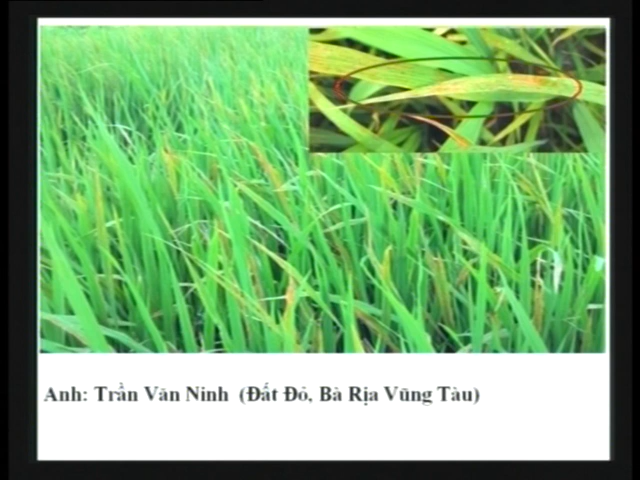 Anh: Trần Văn Ninh (Đất Đỏ, Bà Rịa Vũng Tàu)